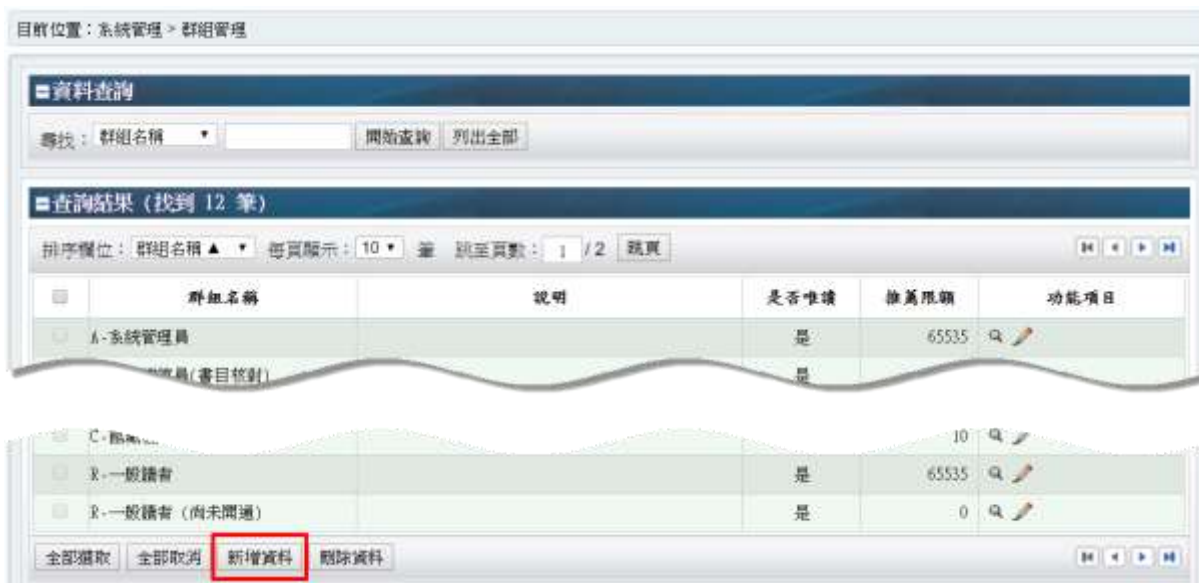 目前位置：系統管理 > 群組管理
資料查詢
尋找： 群組名稱 開始查詢 列出全部
查詢結果 (找到 12 筆)
排序欄位： 群組名稱▲ 每頁顯示： 10 筆 跳至頁數： 1 /2 跳頁
群組名稱 說明 是否唯讀 推薦限額 功能項目
A-系統管理員 是 65535
員(書目核對) 是
C- 10
R-一般讀者 是 65535
R-一般讀者 (尚未開通) 是 0
全部選取 全部取消 新增資料 刪除資料